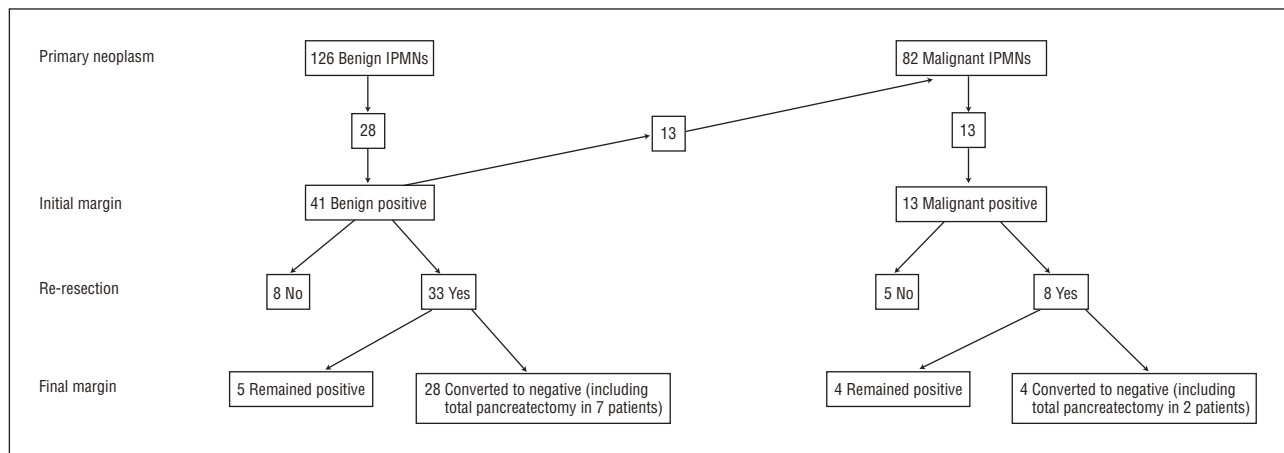 Primary neoplasm
126 Benign IPMNs
82 Malignant IPMNs
28
13
13
Initial margin
41 Benign positive
13 Malignant positive
Re-resection
8 No
33 Yes
5 No
8 Yes
Final margin
5 Remained positive
28 Converted to negative (including
total pancreatectomy in 7 patients)
4 Remained positive
4 Converted to negative (including
total pancreatectomy in 2 patients)